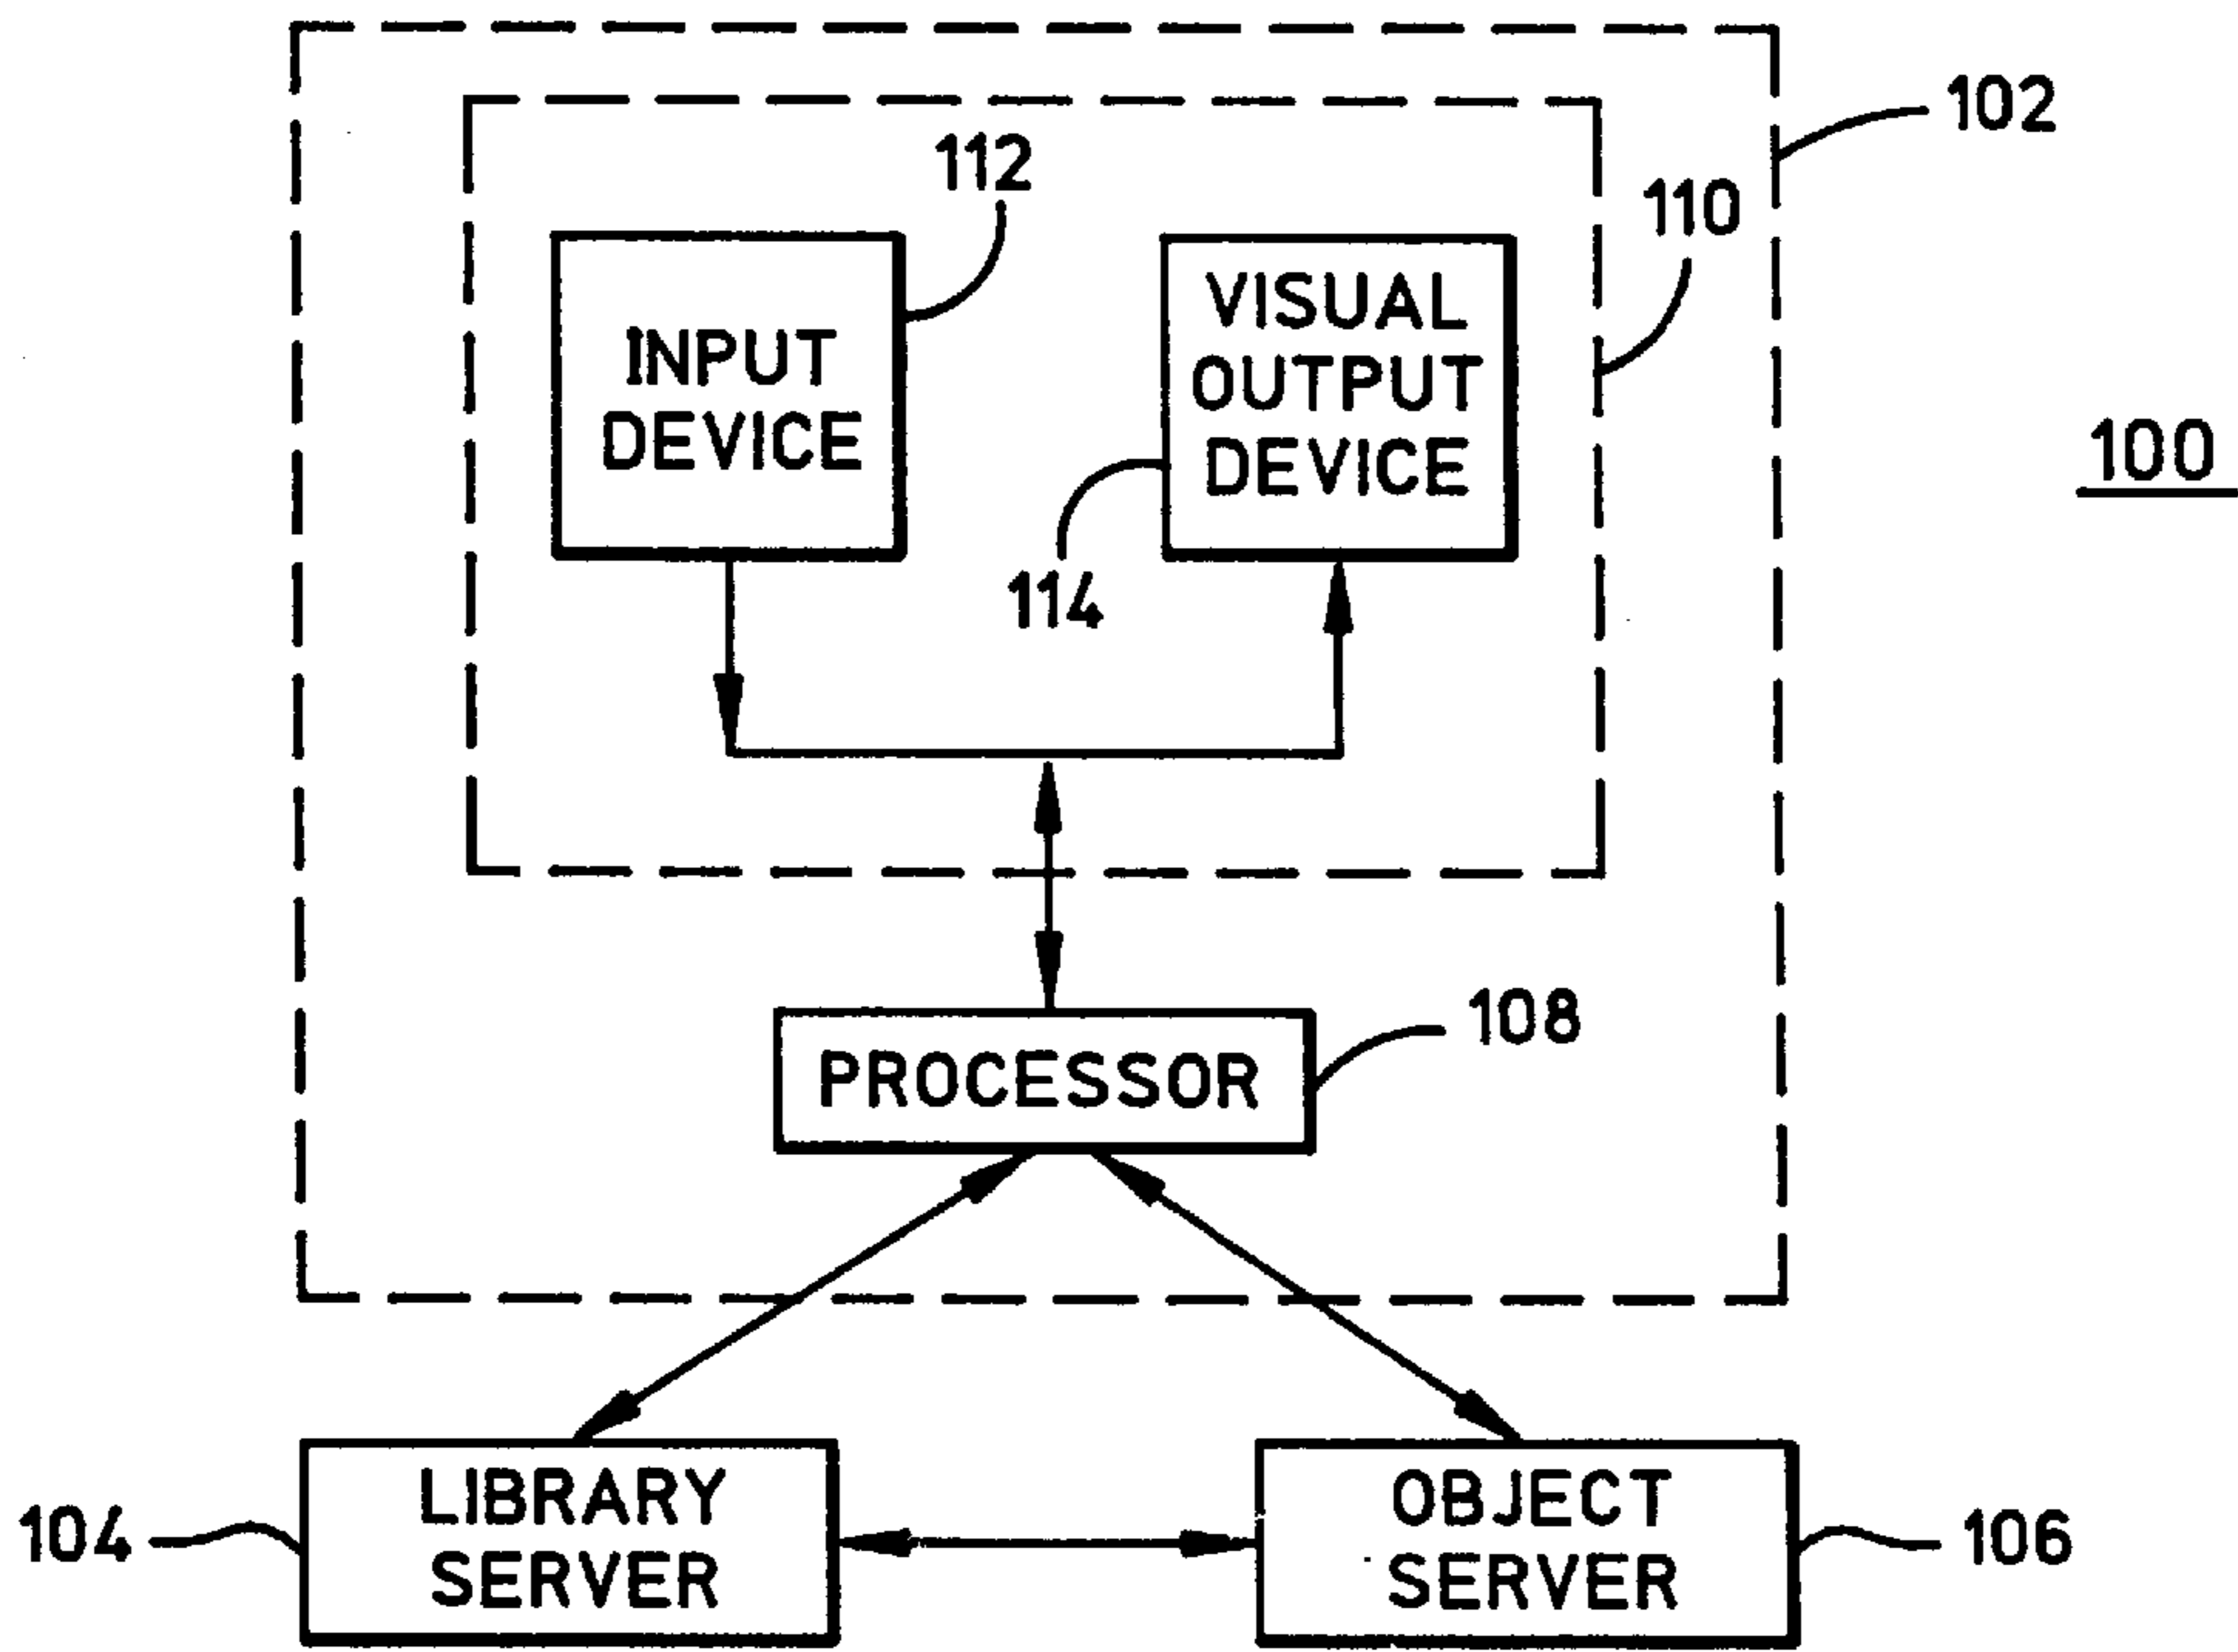 102
112
110
INPUT
DEVICE
VISUAL
OUTPUT
DEVICE
100
114
108
PROCESSOR
104
LIBRARY
SERVER
OBJECT
SERVER
106